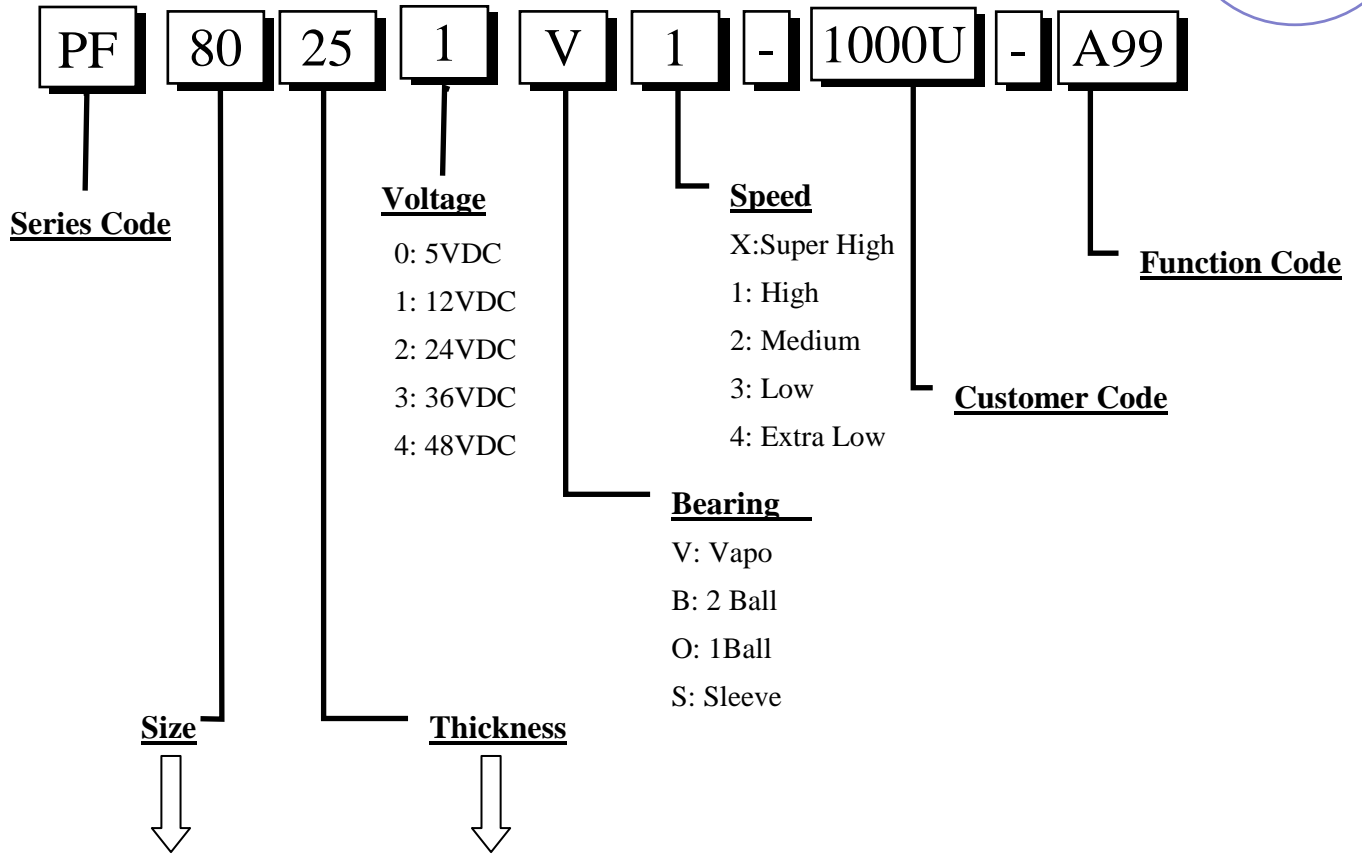 PF 80 25 1 V 1 - 1000U - A99
Series Code
Voltage
0: 5VDC
1: 12VDC
2: 24VDC
3: 36VDC
4: 48VDC
Speed
X:Super High
1: High
2: Medium
3: Low
4: Extra Low
Function Code
Customer Code
Bearing
V: Vapo
B: 2 Ball
O: 1Ball
S: Sleeve
Size
Thickness